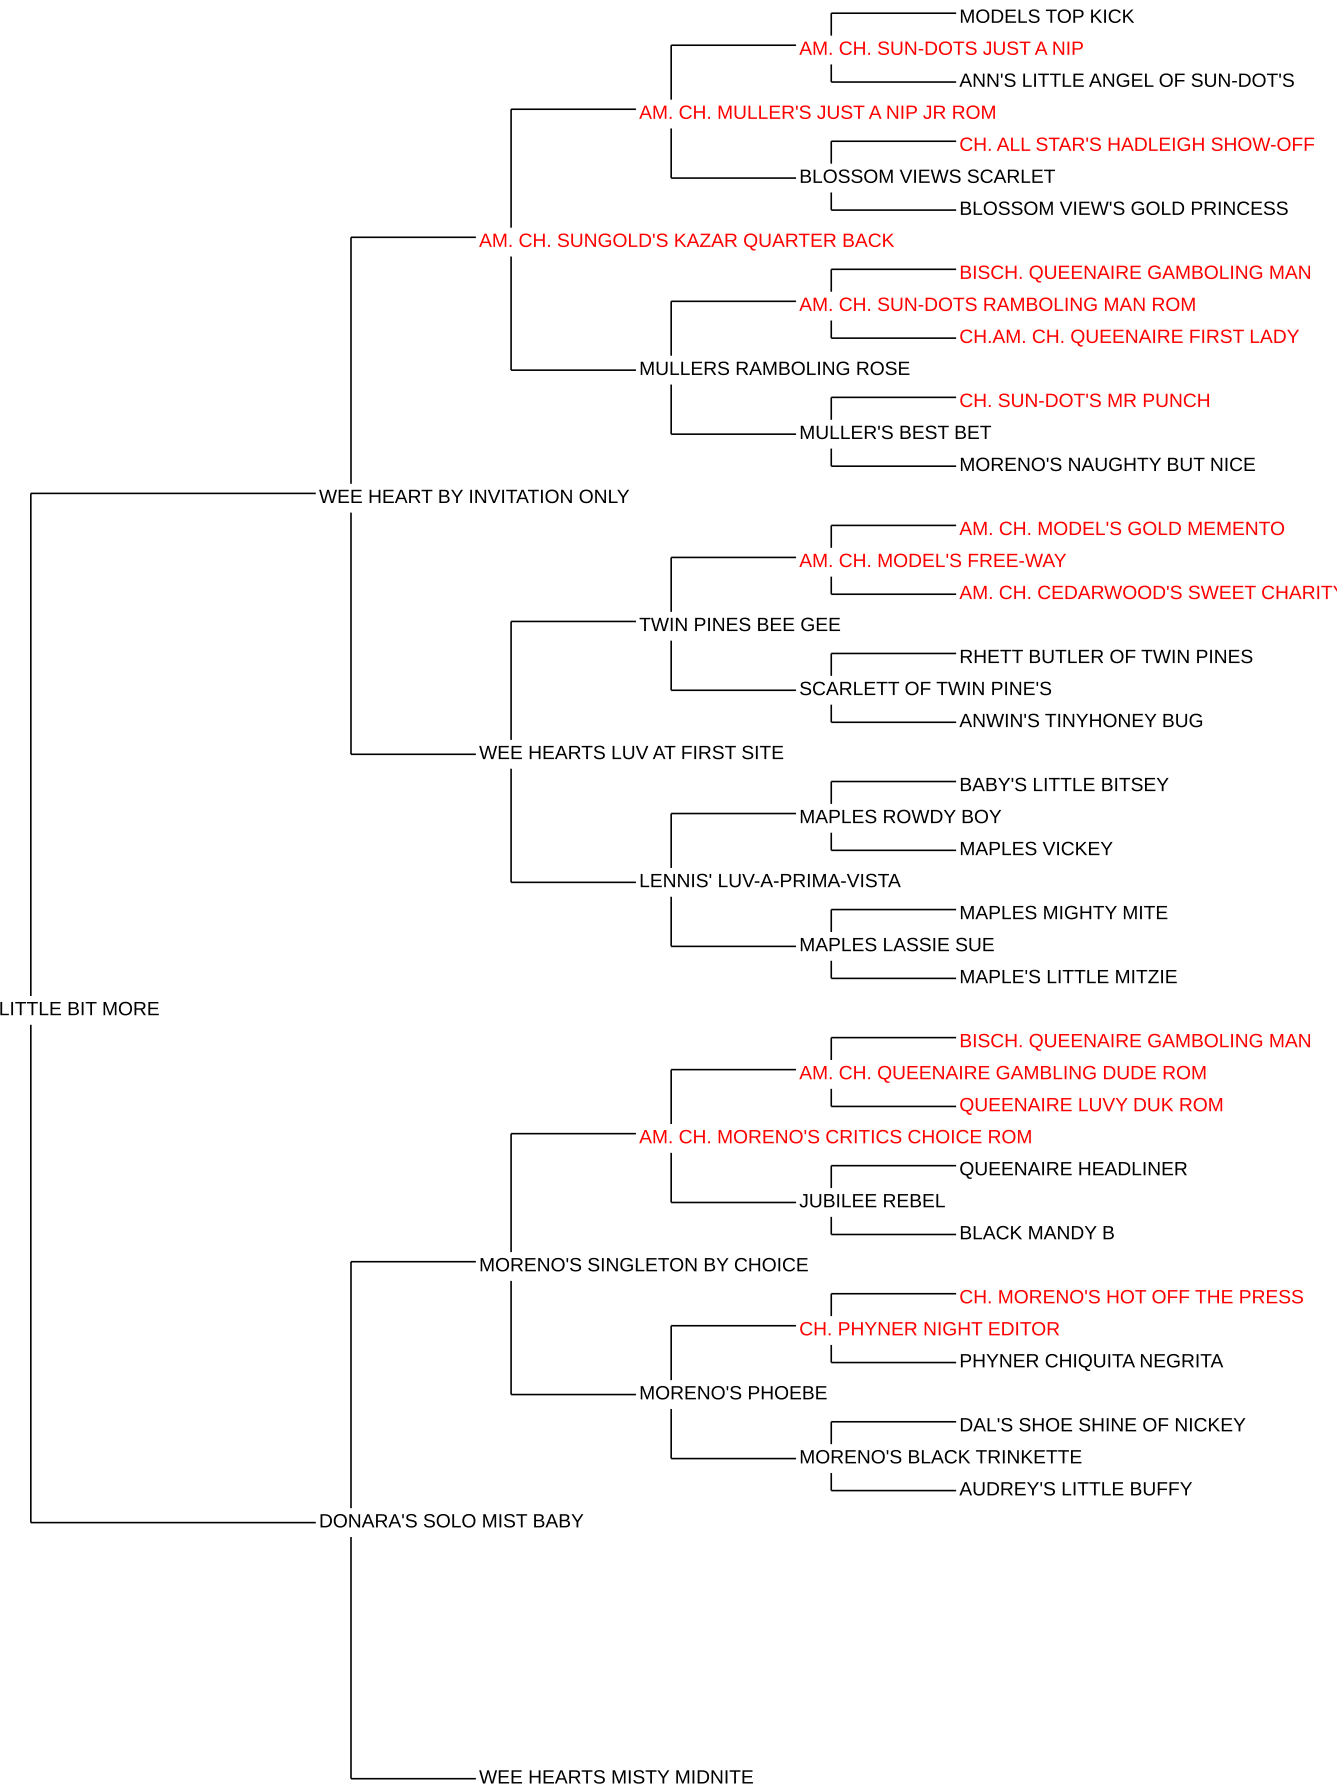 MODELS TOP KICK
AM. CH. SUN-DOTS JUST A NIP
ANN'S LITTLE ANGEL OF SUN-DOT'S
AM. CH. MULLER'S JUST A NIP JR ROM
CH. ALL STAR'S HADLEIGH SHOW-OFF
BLOSSOM VIEWS SCARLET
BLOSSOM VIEW'S GOLD PRINCESS
AM. CH. SUNGOLD'S KAZAR QUARTER BACK
BISCH. QUEENAIRE GAMBOLING MAN
AM. CH. SUN-DOTS RAMBOLING MAN ROM
CH.AM. CH. QUEENAIRE FIRST LADY
MULLERS RAMBOLING ROSE
CH. SUN-DOT'S MR PUNCH
MULLER'S BEST BET
MORENO'S NAUGHTY BUT NICE
WEE HEART BY INVITATION ONLY
AM. CH. MODEL'S GOLD MEMENTO
AM. CH. MODEL'S FREE-WAY
AM. CH. CEDARWOOD'S SWEET CHARITY
TWIN PINES BEE GEE
RHETT BUTLER OF TWIN PINES
SCARLETT OF TWIN PINE'S
ANWIN'S TINYHONEY BUG
WEE HEARTS LUV AT FIRST SITE
BABY'S LITTLE BITSEY
MAPLES ROWDY BOY
MAPLES VICKEY
LENNIS' LUV-A-PRIMA-VISTA
MAPLES MIGHTY MITE
MAPLES LASSIE SUE
MAPLE'S LITTLE MITZIE
LITTLE BIT MORE
BISCH. QUEENAIRE GAMBOLING MAN
AM. CH. QUEENAIRE GAMBLING DUDE ROM
QUEENAIRE LUVY DUK ROM
AM. CH. MORENO'S CRITICS CHOICE ROM
QUEENAIRE HEADLINER
JUBILEE REBEL
BLACK MANDY B
MORENO'S SINGLETON BY CHOICE
CH. MORENO'S HOT OFF THE PRESS
CH. PHYNER NIGHT EDITOR
PHYNER CHIQUITA NEGRITA
MORENO'S PHOEBE
DAL'S SHOE SHINE OF NICKEY
MORENO'S BLACK TRINKETTE
AUDREY'S LITTLE BUFFY
DONARA'S SOLO MIST BABY
WEE HEARTS MISTY MIDNITE